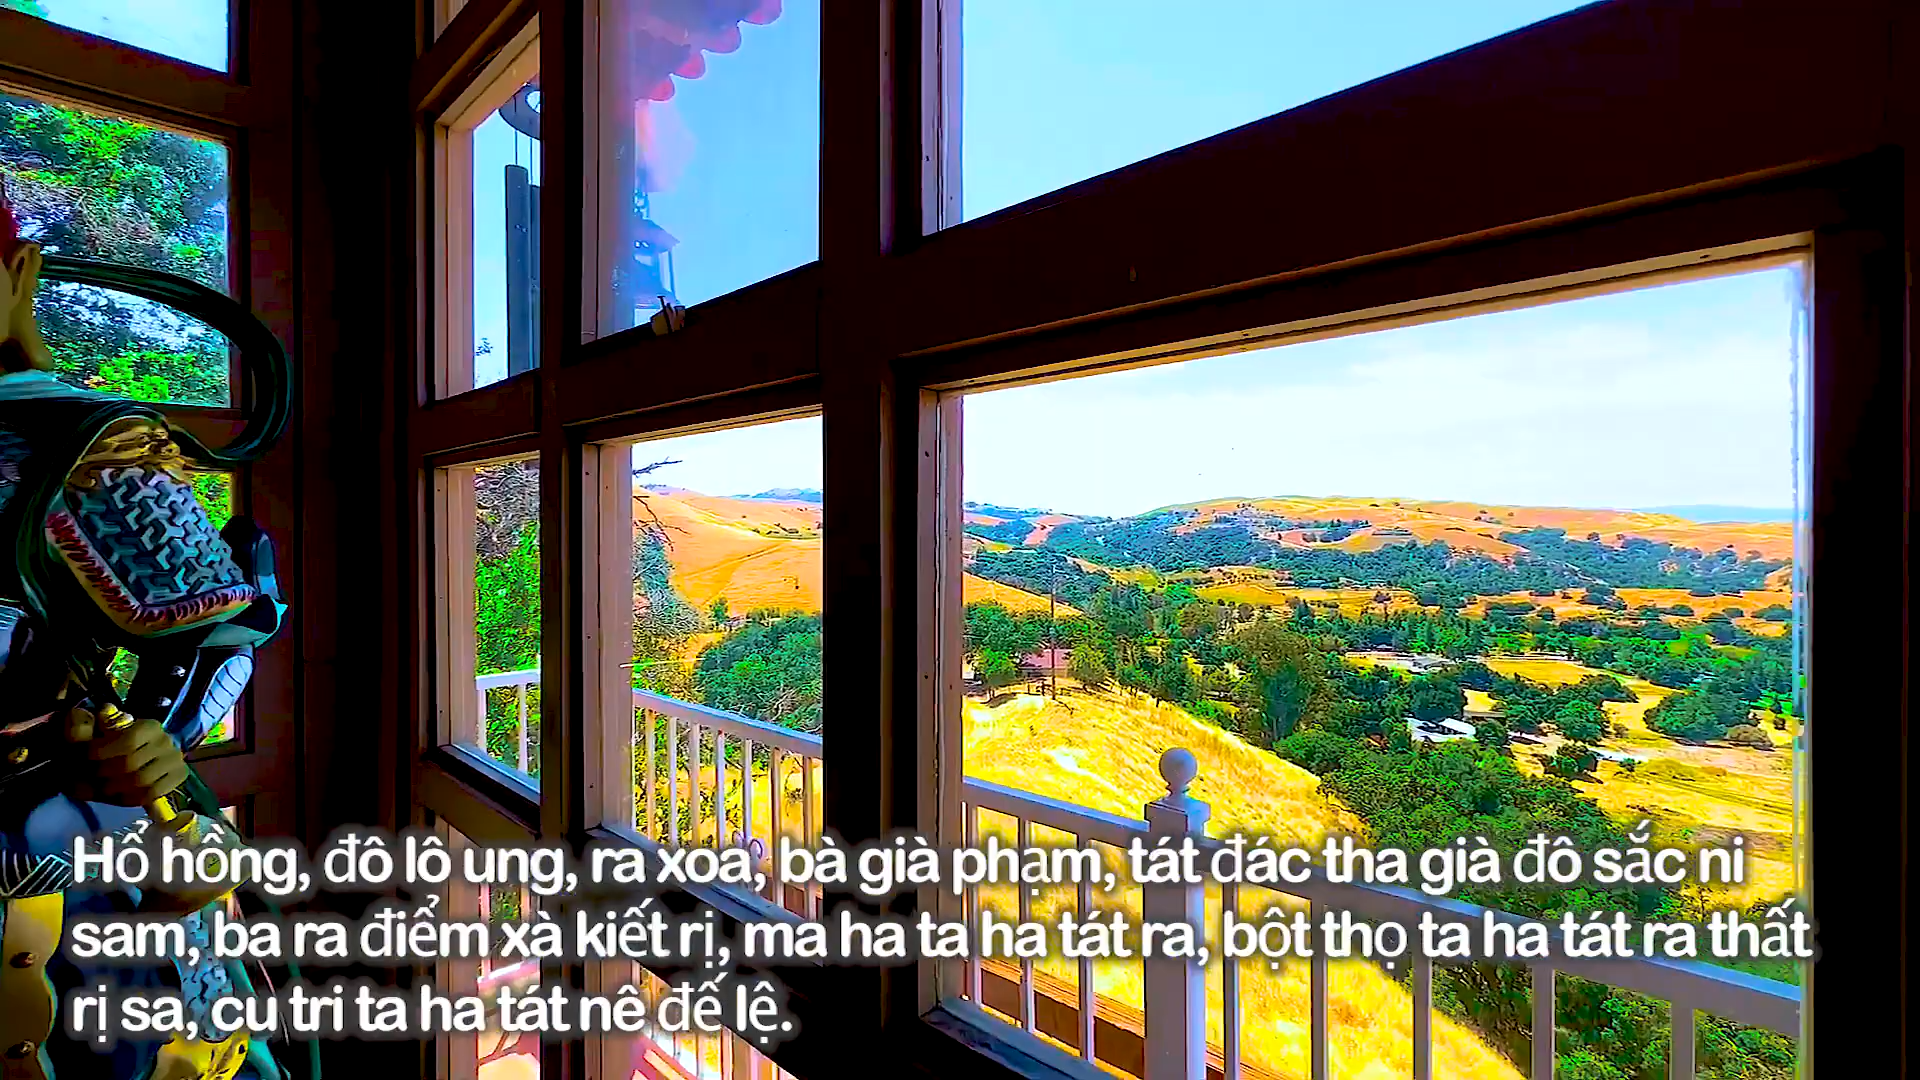 Hổ hồng, đô lô ung, ra xoa, bà già phạm, tát đác tha già đô sắc ni
sam, ba ra điểm xà kiết rị, ma ha ta ha tát ra, bột thọ ta ha tát ra thất
rị sa, cu tri ta ha tát nê đế lệ.